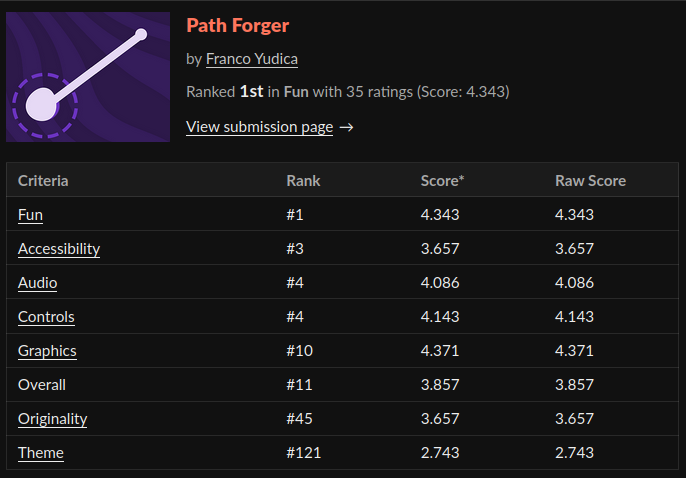 Path Forger
by Franco Yudica
Ranked 1st in Fun with 35 ratings (Score: 4.343)
View submission page →
Criteria Rank Score* Raw Score
Fun #1 4.343 4.343
Accessibility #3 3.657 3.657
Audio #4 4.086 4.086
Controls #4 4.143 4.143
Graphics #10 4.371 4.371
Overall #11 3.857 3.857
Originality #45 3.657 3.657
Theme #121 2.743 2.743